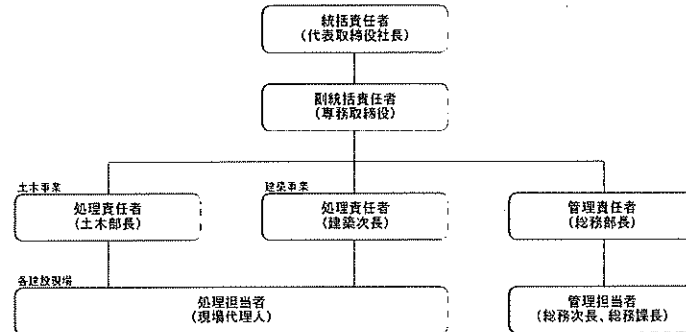 統括責任者
(代表取締役社長)
副統括責任者
(専務取締役)
土木事業
処理責任者
(土木部長)
建築事業
処理責任者
(建築次長)
管理責任者
(総務部長)
各建設現場
処理担当者
(現場代理人)
管理担当者
(総務次長、総務課長)